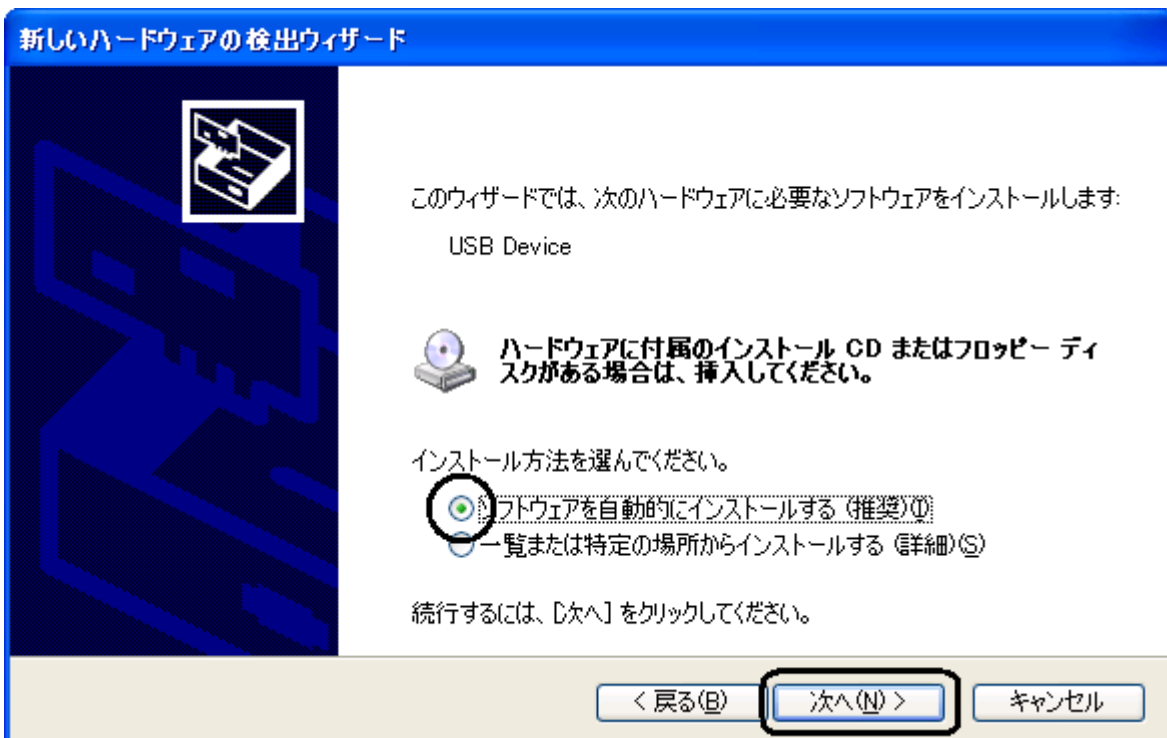 新しいハードウェアの検出ウィザード
このウィザードでは、次のハードウェアに必要なソフトウェアをインストールします:
USB Device
ハードウェアに付属のインストール CD またはフロッピー ディ
スクがある場合は、挿入してください。
インストール方法を選んでください。
ソフトウェアを自動的にインストールする (推奨)(I)
一覧または特定の場所からインストールする (詳細)(S)
続行するには、[次へ] をクリックしてください。
< 戻る(B) 次へ(N) > キャンセル